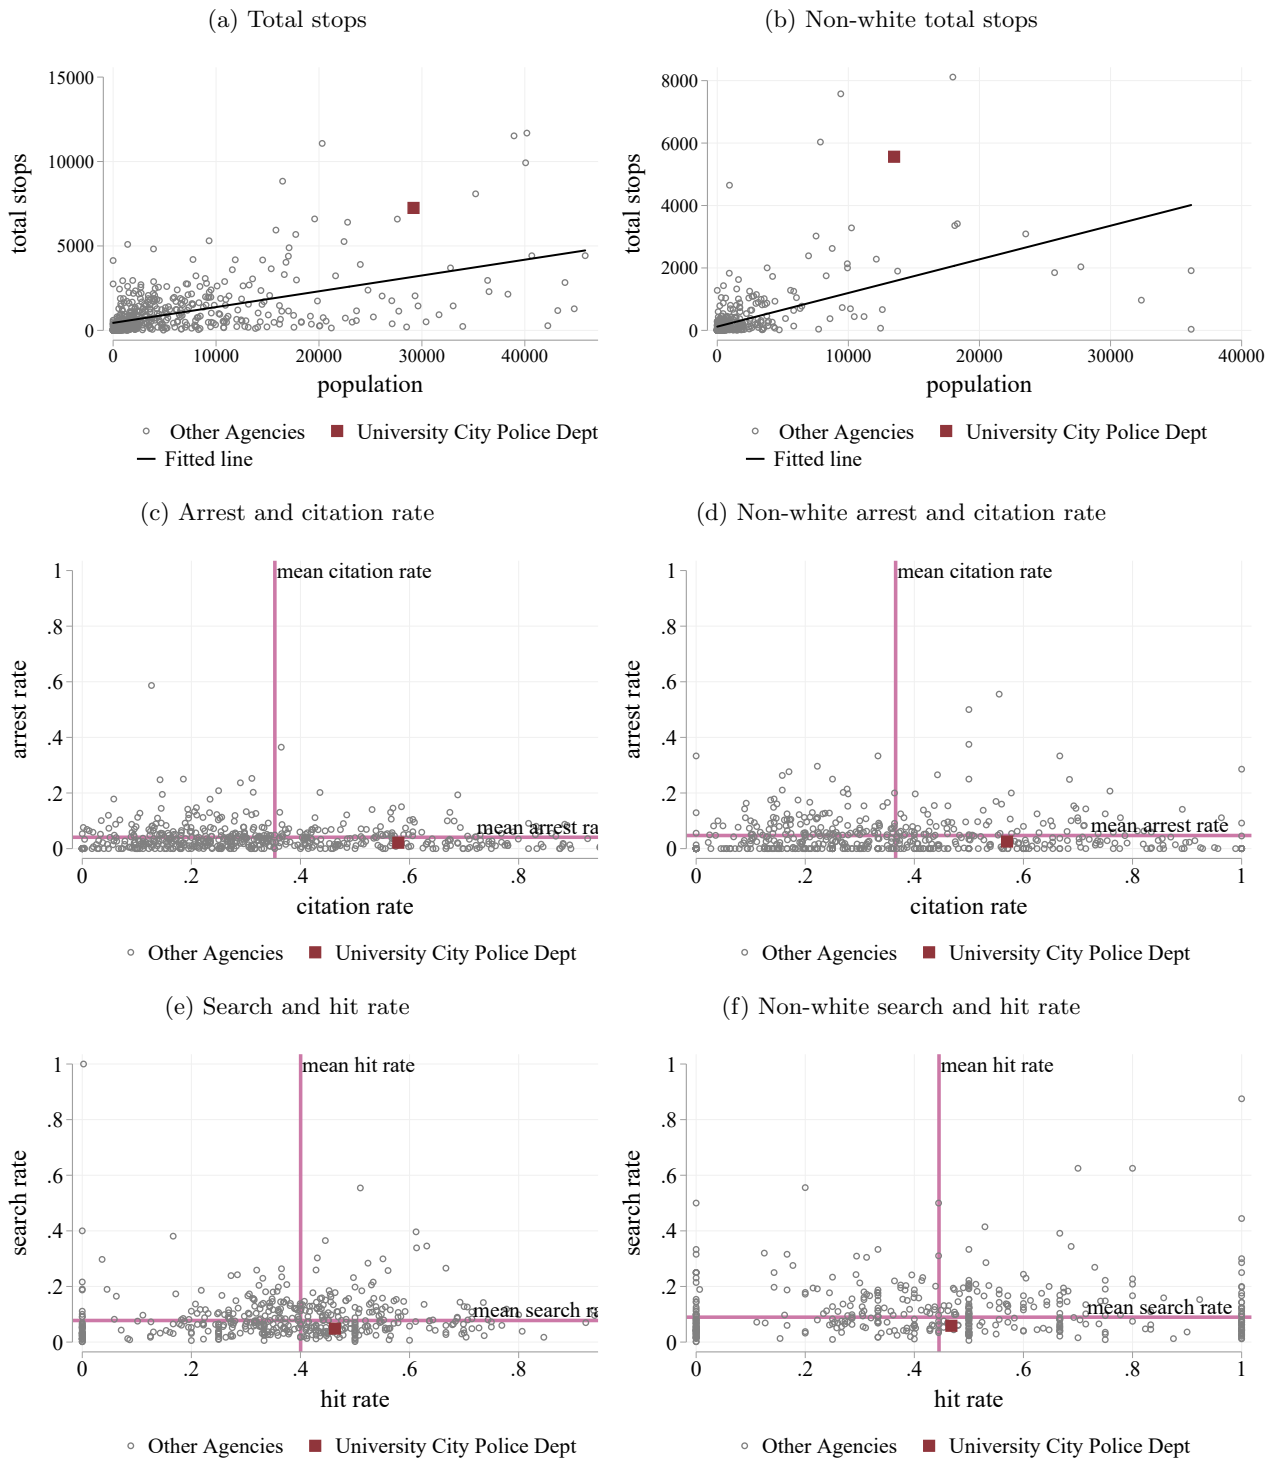 (a) Total stops
(b) Non-white total stops
15000
10000
5000
0
total stops
0 10000 20000 30000 40000
population
Other Agencies University City Police Dept
Fitted line
8000
6000
4000
2000
0
total stops
0 10000 20000 30000 40000
population
Other Agencies University City Police Dept
Fitted line
(c) Arrest and citation rate
(d) Non-white arrest and citation rate
1
.8
.6
.4
.2
0
arrest rate
mean citation rate
mean arrest ra
0 .2 .4 .6 .8
citation rate
Other Agencies University City Police Dept
1
.8
.6
.4
.2
0
arrest rate
mean citation rate
mean arrest rate
0 .2 .4 .6 .8 1
citation rate
Other Agencies University City Police Dept
(e) Search and hit rate
(f) Non-white search and hit rate
1
.8
.6
.4
.2
0
search rate
mean hit rate
mean search ra
0 .2 .4 .6 .8
hit rate
Other Agencies University City Police Dept
1
.8
.6
.4
.2
0
search rate
mean hit rate
mean search rate
0 .2 .4 .6 .8 1
hit rate
Other Agencies University City Police Dept